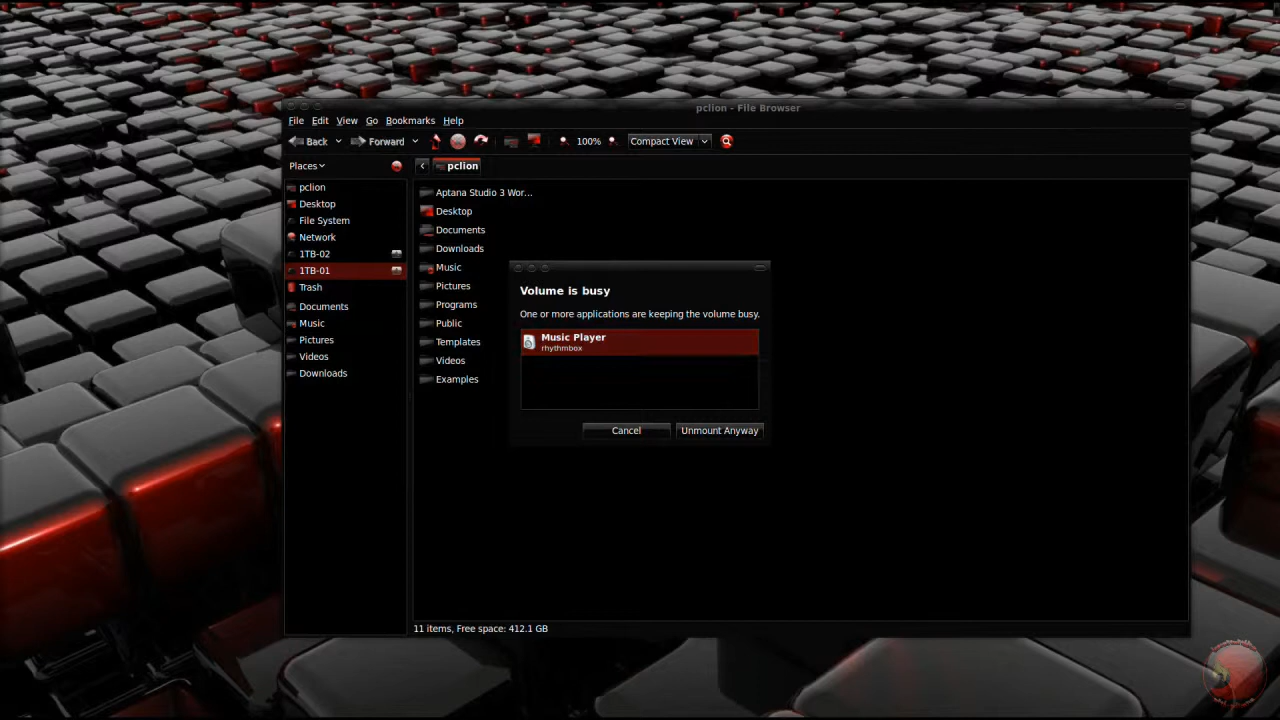 pclion - File Browser
File Edit View Go Bookmarks Help
Back Forward 100% Compact View
Places pclion
pclion
Desktop
File System
Network
1TB-02
1TB-01
Trash
Documents
Music
Pictures
Videos
Downloads
Aptana Studio 3 Wor...
Desktop
Documents
Downloads
Music
Pictures
Programs
Public
Templates
Videos
Examples
Volume is busy
One or more applications are keeping the volume busy.
Music Player
rhythmbox
Cancel Unmount Anyway
11 items, Free space: 412.1 GB